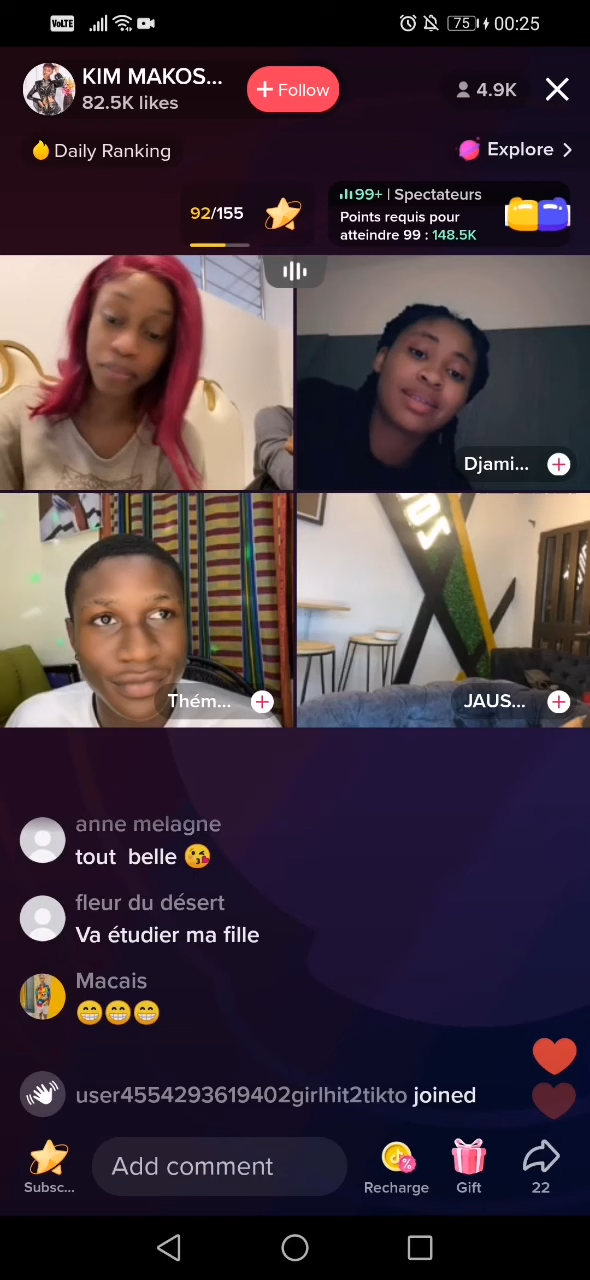 VoLTE
75
00:25
KIM MAKOS...
82.5K likes
+ Follow
4.9K
Daily Ranking
Explore
92/155
99+ | Spectateurs
Points requis pour
atteindre 99 : 148.5K
Djami...
Thém...
JAUS...
anne melagne
tout belle 😘
fleur du désert
Va étudier ma fille
Macais
😁😁😁
user4554293619402girlhit2tikto joined
Add comment
Subsc...
Recharge
Gift
22